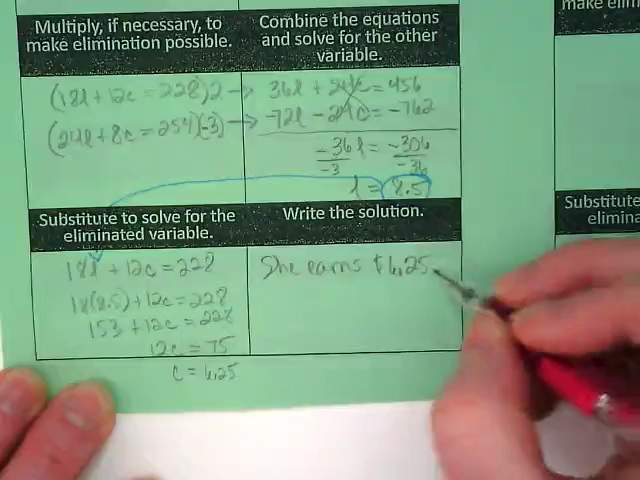 Multiply, if necessary, to
make elimination possible.
Combine the equations
and solve for the other
variable.
make elim
(18l + 12c = 228)2 →
(24l + 8c = 254)(-3) →
36l + 24c = 456
-72l - 24c = -762
-36l = -306
-3 -36
l = 8.5
Substitute to solve for the
eliminated variable.
Write the solution.
Substitute
elimine
18l + 12c = 228
18(8.5) + 12c = 228
153 + 12c = 228
12c = 75
c = 6.25
She earns $6.25